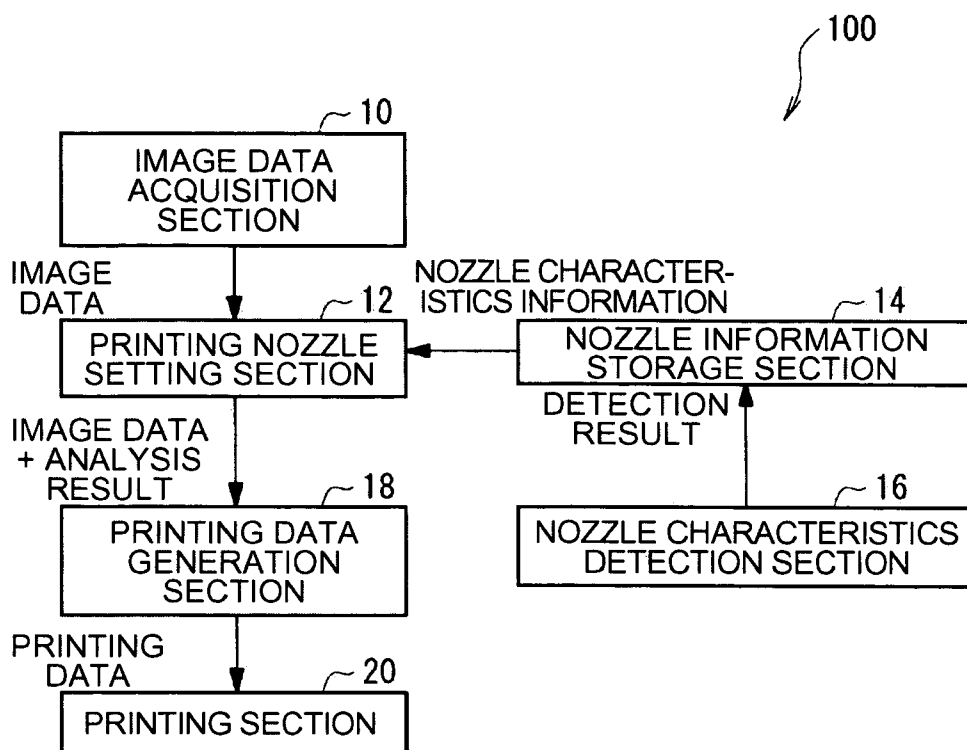 100
10
IMAGE DATA
ACQUISITION
SECTION
IMAGE
DATA
NOZZLE CHARACTER-
ISTICS INFORMATION
12
PRINTING NOZZLE
SETTING SECTION
14
NOZZLE INFORMATION
STORAGE SECTION
DETECTION
RESULT
IMAGE DATA
+ ANALYSIS
RESULT
18
PRINTING DATA
GENERATION
SECTION
16
NOZZLE CHARACTERISTICS
DETECTION SECTION
PRINTING
DATA
20
PRINTING SECTION